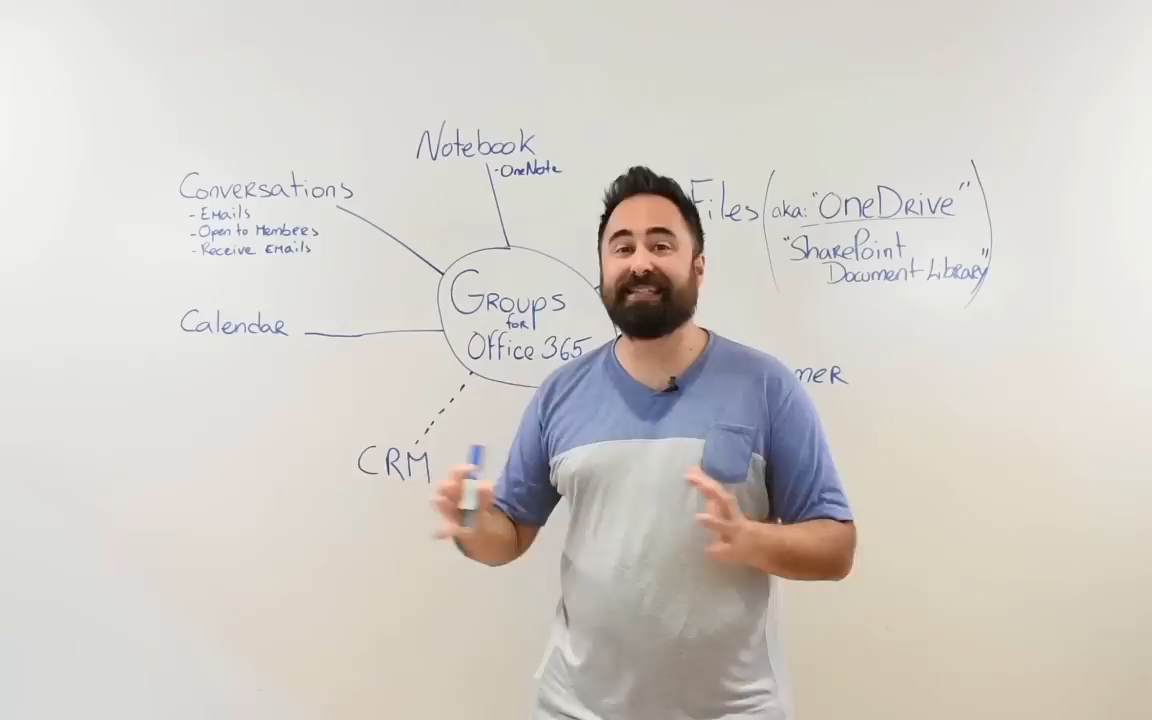 Notebook
-OneNote
Conversations
- Emails
- Open to Members
- Receive Emails
Files (aka: "OneDrive"
"SharePoint
Document Library")
Calendar
Groups
for
Office 365
CRM